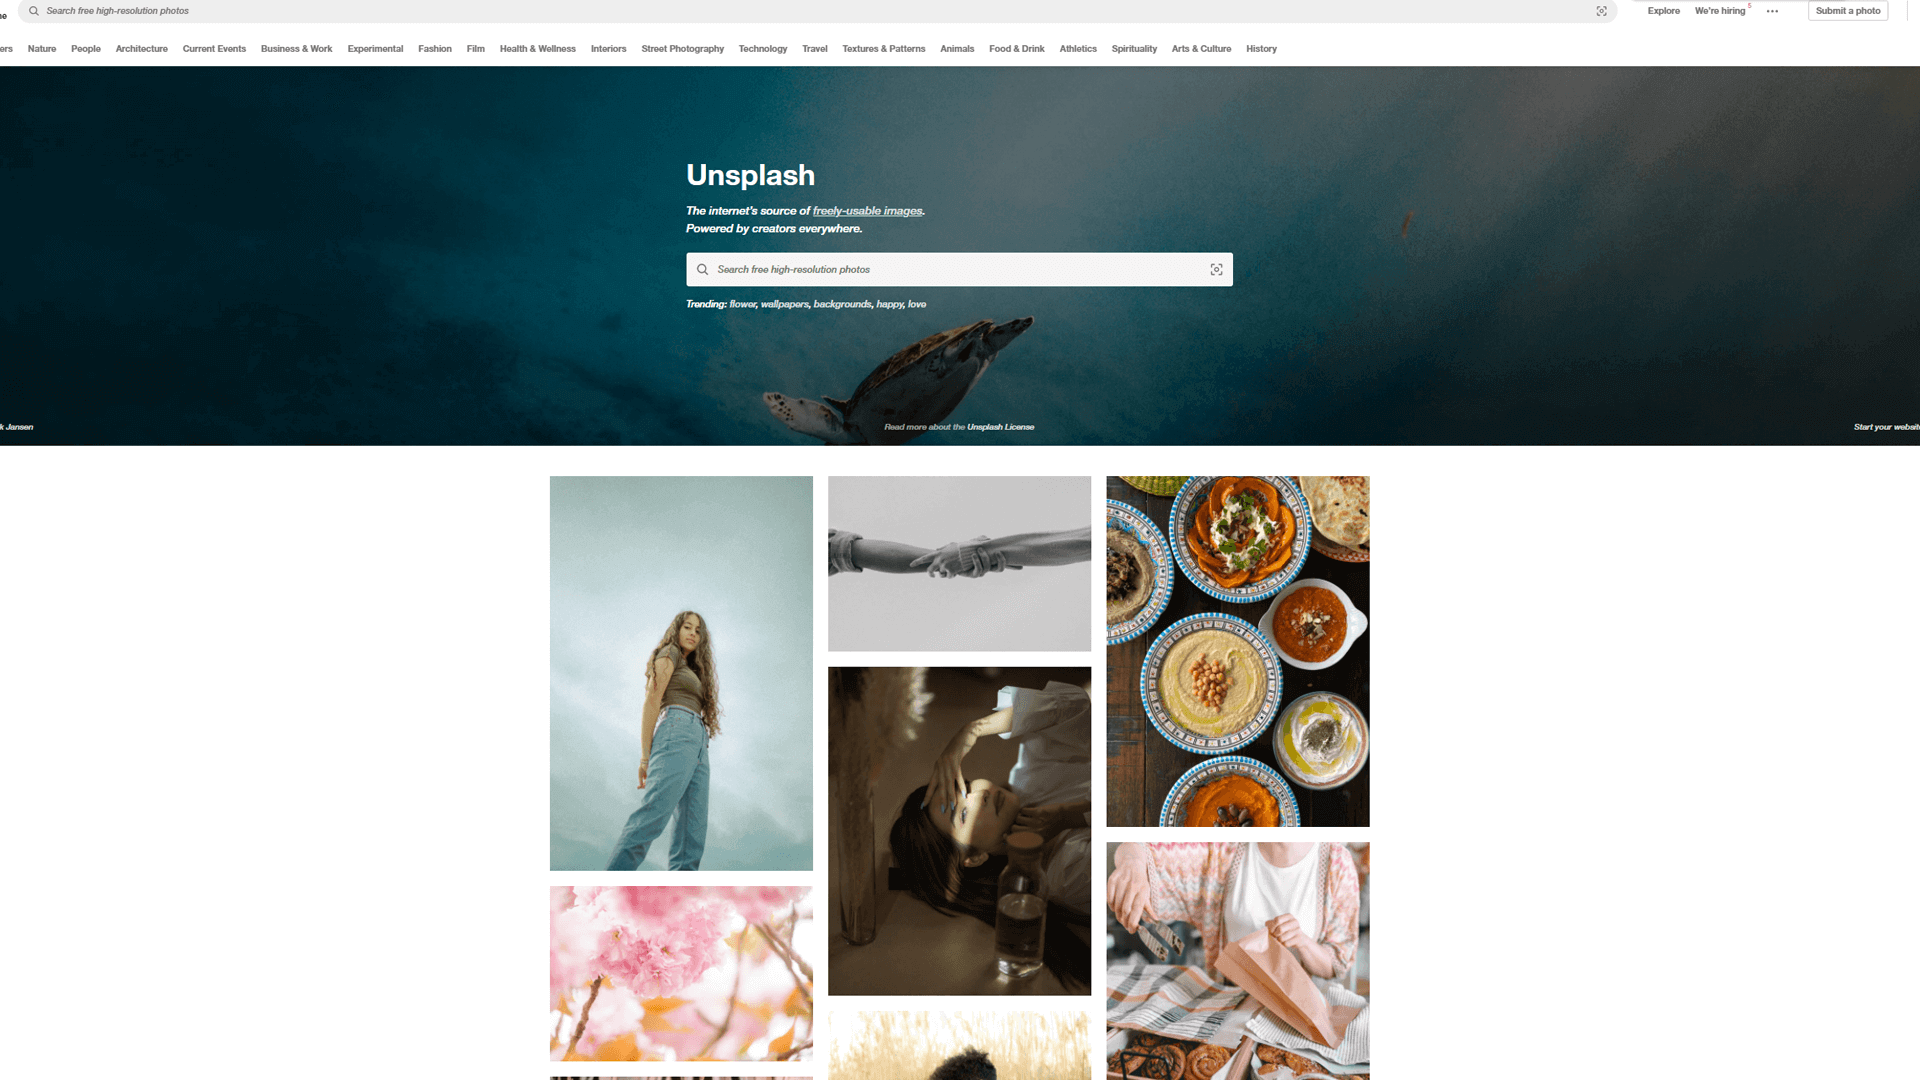 Search free high-resolution photos
Explore We're hiring 5 ••• Submit a photo
Nature People Architecture Current Events Business & Work Experimental Fashion Film Health & Wellness Interiors Street Photography Technology Travel Textures & Patterns Animals Food & Drink Athletics Spirituality Arts & Culture History
Unsplash
The internet's source of freely-usable images.
Powered by creators everywhere.
Search free high-resolution photos
Trending: flower, wallpapers, backgrounds, happy, love
k Jansen Read more about the Unsplash License Start your website